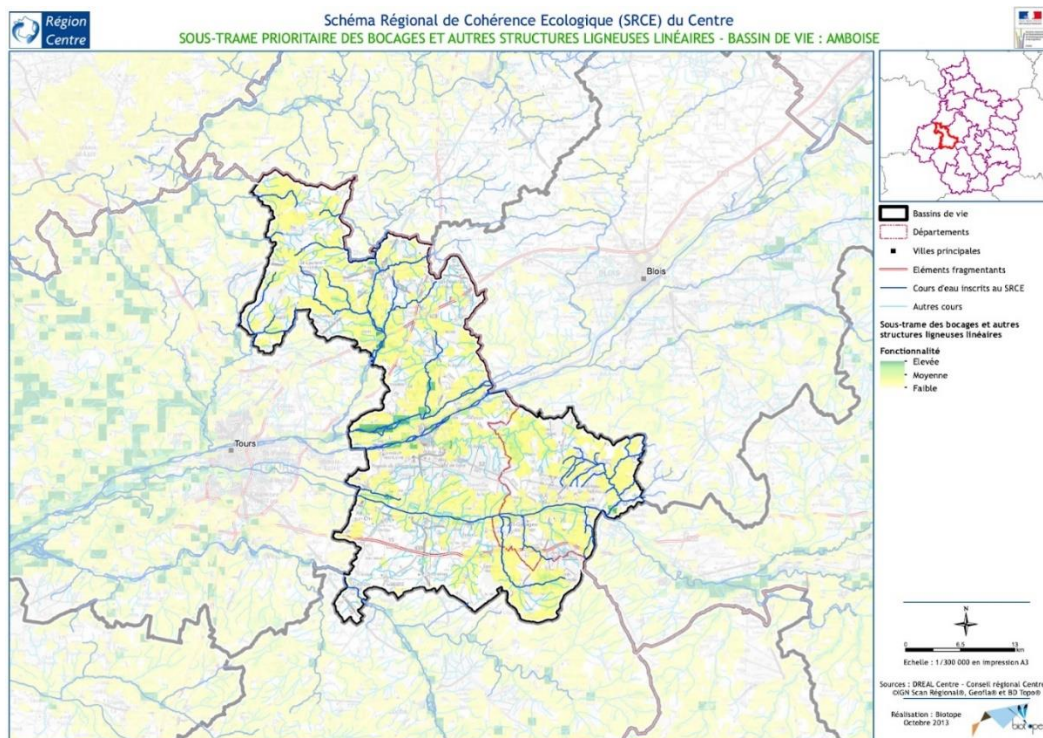 Région
Centre
Schéma Régional de Cohérence Ecologique (SRCE) du Centre
SOUS-TRAME PRIORITAIRE DES BOCAGES ET AUTRES STRUCTURES LIGNEUSES LINÉAIRES - BASSIN DE VIE : AMBOISE
Blois
Tours
Bassins de vie
Départements
Villes principales
Eléments fragmentants
Cours d'eau inscrits au SRCE
Autres cours
Sous-trame des bocages et autres
structures ligneuses linéaires
Fonctionnalité
Elevée
Moyenne
Faible
N
0 6,5 13
km
Echelle : 1/300 000 en impression A3
Sources : DREAL Centre - Conseil régional Centre
©IGN Scan Régional®, Geofla® et BD Topo®
Réalisation : Biotope
Octobre 2013
biotope